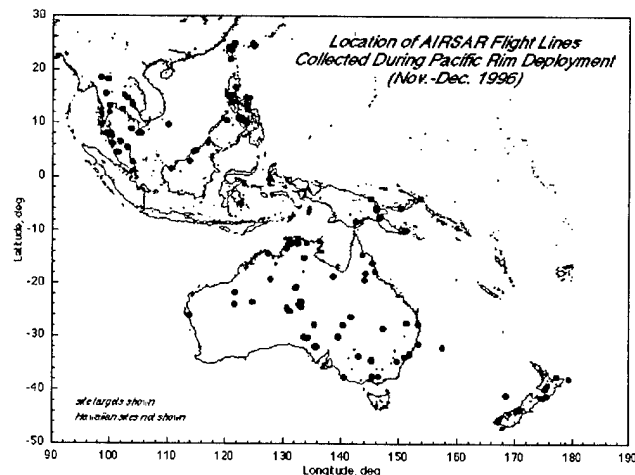 Location of AIRSAR Flight Lines
Collected During Pacific Rim Deployment
(Nov.-Dec. 1996)
30
20
10
0
-10
-20
-30
-40
-50
Latitude, deg
site targets shown
Hawaiian sites not shown
90 100 110 120 130 140 150 160 170 180 190
Longitude, deg